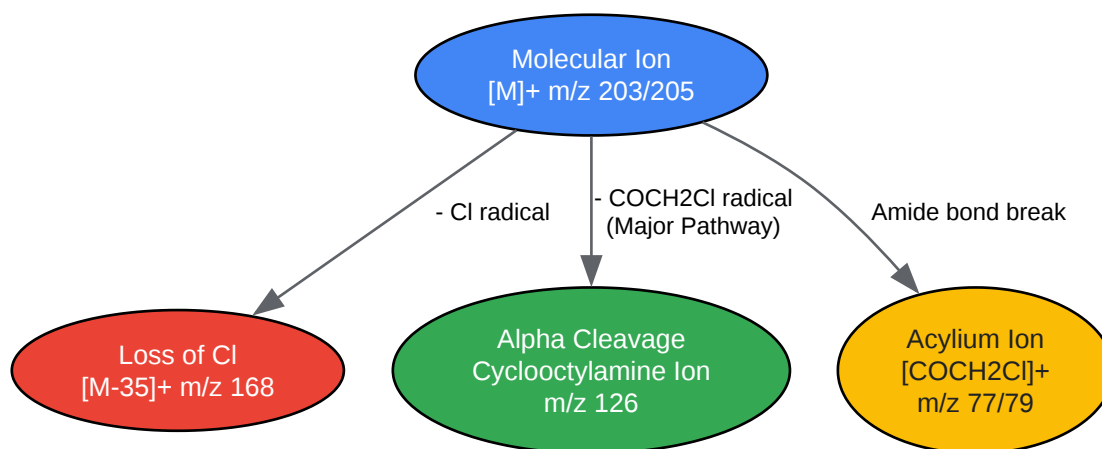 Molecular Ion
[M]+ m/z 203/205
- Cl radical
- COCH2Cl radical
(Major Pathway)
Amide bond break
Loss of Cl
[M-35]+ m/z 168
Alpha Cleavage
Cyclooctylamine Ion
m/z 126
Acylium Ion
[COCH2Cl]+
m/z 77/79